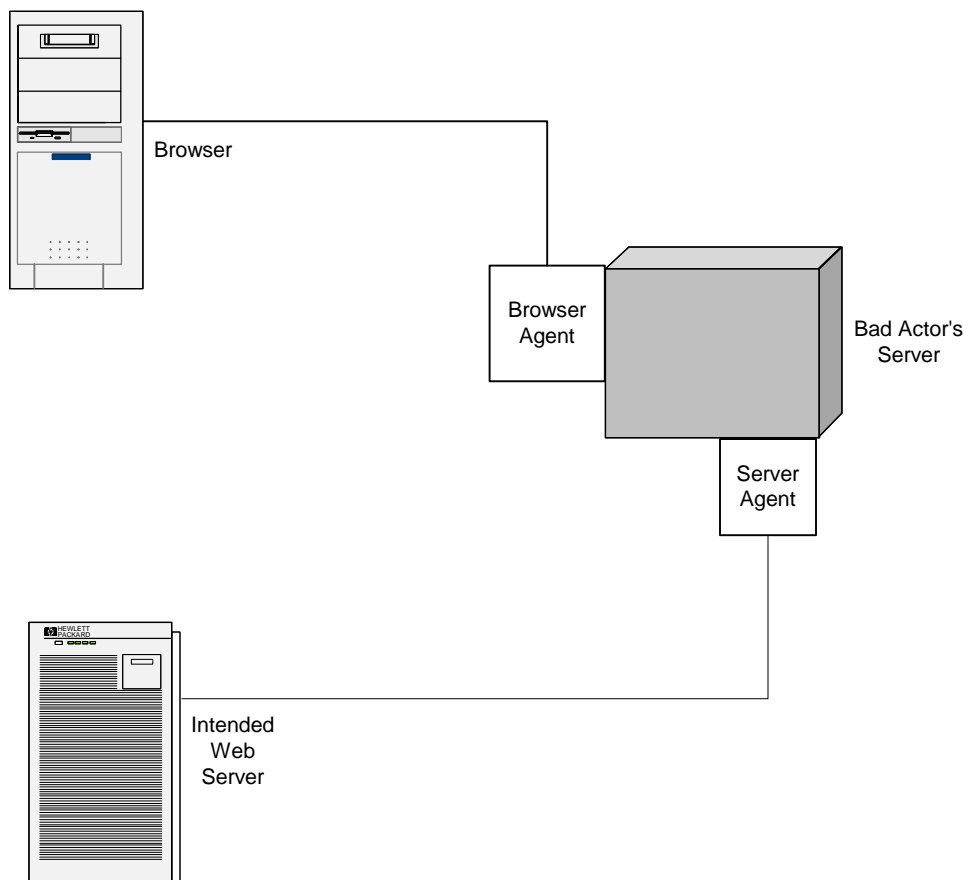 Browser
Browser
Agent
Bad Actor's
Server
Server
Agent
HEWLETT
PACKARD
Intended
Web
Server